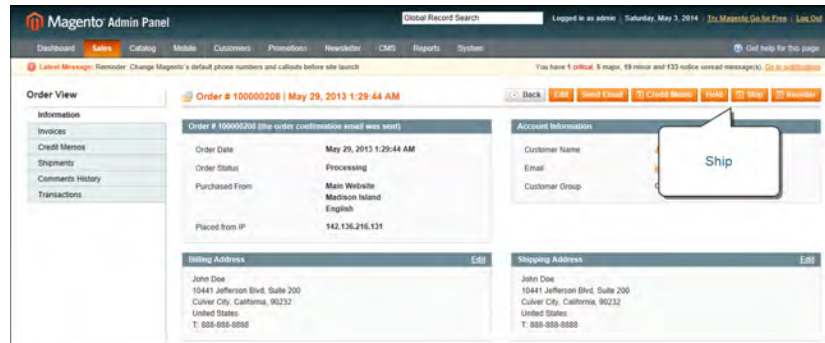 Magento Admin Panel
Global Record Search
Logged in as admin | Saturday, May 3, 2014 | Try Magento Go for Free | Log Out
Dashboard Sales Catalog Mobile Customers Promotions Newsletter CMS Reports System
Get help for this page
Latest Message: Reminder: Change Magento's default phone numbers and callouts before site launch
You have 1 critical, 5 major, 19 minor and 133 notice unread message(s). Go to notifications
Order View
Information
Invoices
Credit Memos
Shipments
Comments History
Transactions
Order # 100000208 | May 29, 2013 1:29:44 AM
Back Edit Send Email Credit Memo Hold Ship Reorder
Order # 100000208 (the order confirmation email was sent)
Order Date May 29, 2013 1:29:44 AM
Order Status Processing
Purchased From Main Website
Madison Island
English
Placed from IP 142.136.216.131
Account Information
Customer Name
Email
Customer Group
Ship
Billing Address Edit
John Doe
10441 Jefferson Blvd, Suite 200
Culver City, California, 90232
United States
T: 888-888-8888
Shipping Address Edit
John Doe
10441 Jefferson Blvd, Suite 200
Culver City, California, 90232
United States
T: 888-888-8888